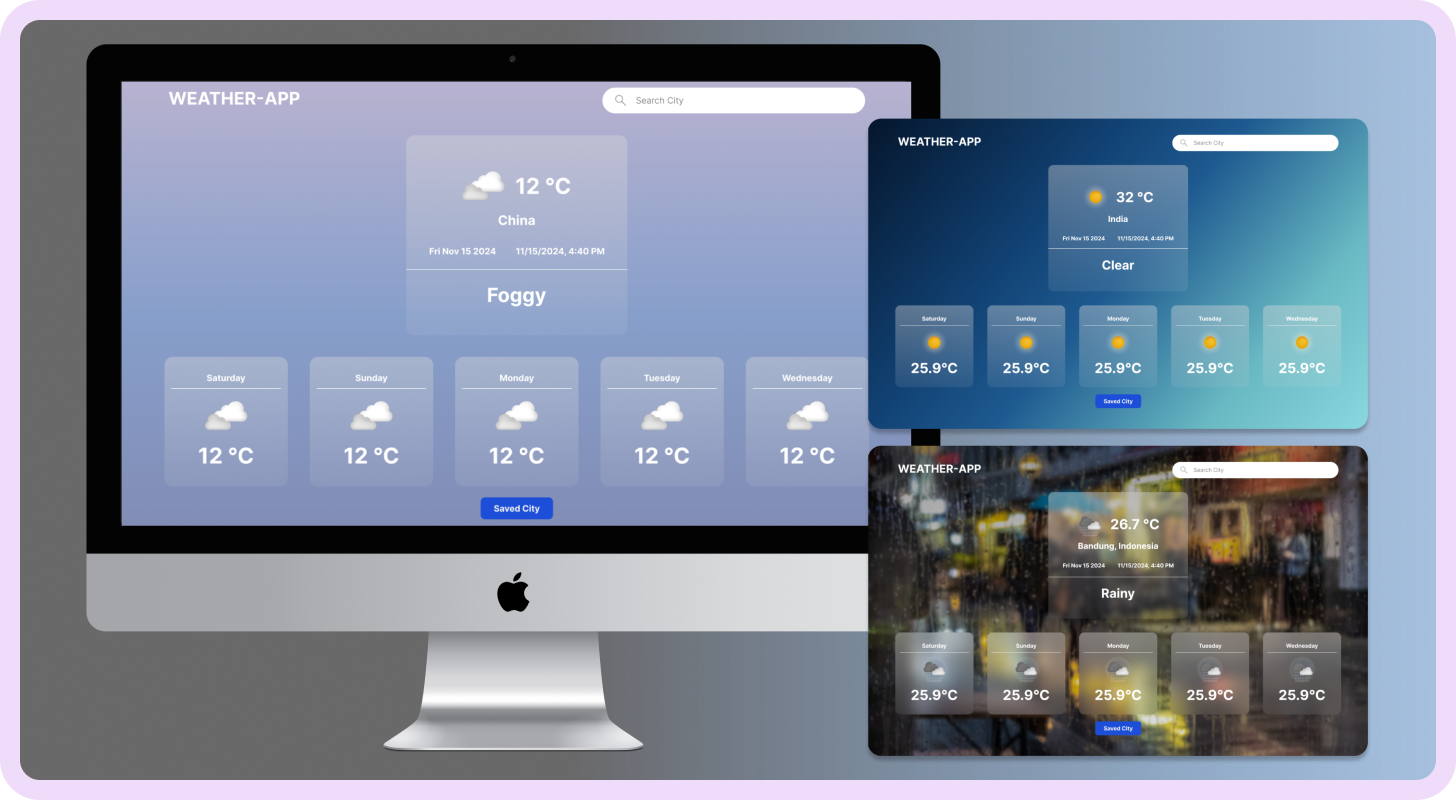 WEATHER-APP
Search City
12 °C
China
Fri Nov 15 2024 11/15/2024, 4:40 PM
Foggy
Saturday Sunday Monday Tuesday Wednesday
12 °C 12 °C 12 °C 12 °C 12 °C
Saved City
WEATHER-APP
Search City
32 °C
India
Fri Nov 15 2024 11/15/2024, 4:40 PM
Clear
Saturday Sunday Monday Tuesday Wednesday
25.9°C 25.9°C 25.9°C 25.9°C 25.9°C
Saved City
WEATHER-APP
Search City
26.7 °C
Bandung, Indonesia
Fri Nov 15 2024 11/15/2024, 4:40 PM
Rainy
Saturday Sunday Monday Tuesday Wednesday
25.9°C 25.9°C 25.9°C 25.9°C 25.9°C
Saved City